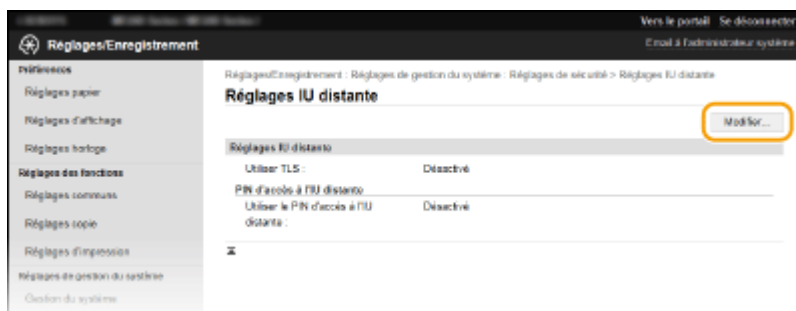 Vers le portail Se déconnecter
Réglages/Enregistrement
Email à l'administrateur système
Préférences
Réglages papier
Réglages d'affichage
Réglages horloge
Réglages des fonctions
Réglages communs
Réglages copie
Réglages d'impression
Réglages de gestion du système
Gestion du système
Réglages/Enregistrement : Réglages de gestion du système : Réglages de sécurité > Réglages IU distante
Réglages IU distante
Modifier...
Réglages IU distante
Utiliser TLS : Désactivé
PIN d'accès à l'IU distante
Utiliser le PIN d'accès à l'IU distante : Désactivé